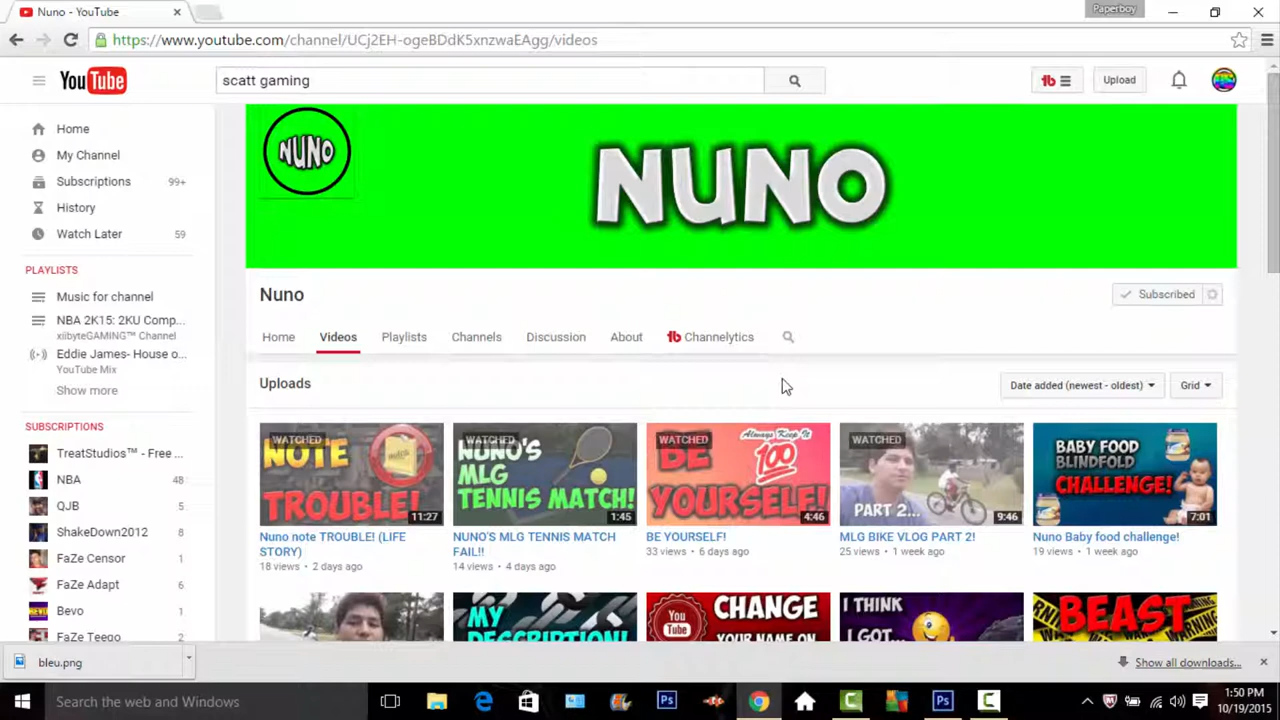 Nuno - YouTube
Paperboy
https://www.youtube.com/channel/UCj2EH-ogeBDdK5xnzwaEAgg/videos
YouTube
scatt gaming
Upload
Home
My Channel
Subscriptions 99+
History
Watch Later 59
PLAYLISTS
Music for channel
NBA 2K15: 2KU Comp...
xiibyteGAMING™ Channel
Eddie James- House o...
YouTube Mix
Show more
SUBSCRIPTIONS
TreatStudios™ - Free ...
NBA 48
QJB 5
ShakeDown2012 8
FaZe Censor 1
FaZe Adapt 6
Bevo 1
FaZe Teeqo 2
NUNO
NUNO
Nuno
Subscribed
Home Videos Playlists Channels Discussion About tb Channelytics
Uploads
Date added (newest - oldest)
Grid
WATCHED
NOTE
TROUBLE!
11:27
Nuno note TROUBLE! (LIFE
STORY)
18 views • 2 days ago
WATCHED
NUNO'S
MLG
TENNIS MATCH!
1:45
NUNO'S MLG TENNIS MATCH
FAIL!!
14 views • 4 days ago
WATCHED
Always Keep It
100
BE
YOURSELF!
4:46
BE YOURSELF!
33 views • 6 days ago
WATCHED
PART 2...
9:46
MLG BIKE VLOG PART 2!
25 views • 1 week ago
BABY FOOD
BLINDFOLD
CHALLENGE!
7:01
Nuno Baby food challenge!
19 views • 1 week ago
MY
DESCRIPTION!
You
Tube
CHANGE
YOUR NAME ON
I THINK
I GOT...
BEAST
bleu.png
Show all downloads...
Search the web and Windows
1:50 PM
10/19/2015